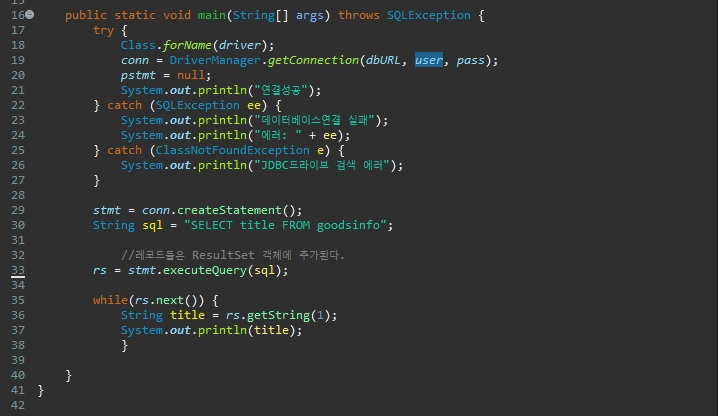 16 public static void main(String[] args) throws SQLException {
17 try {
18 Class.forName(driver);
19 conn = DriverManager.getConnection(dbURL, user, pass);
20 pstmt = null;
21 System.out.println("연결성공");
22 } catch (SQLException ee) {
23 System.out.println("데이터베이스연결 실패");
24 System.out.println("에러: " + ee);
25 } catch (ClassNotFoundException e) {
26 System.out.println("JDBC드라이브 검색 에러");
27 }
28
29 stmt = conn.createStatement();
30 String sql = "SELECT title FROM goodsinfo";
31
32 //레코드들은 ResultSet 객체에 추가된다.
33 rs = stmt.executeQuery(sql);
34
35 while(rs.next()) {
36 String title = rs.getString(1);
37 System.out.println(title);
38 }
39
40 }
41 }
42